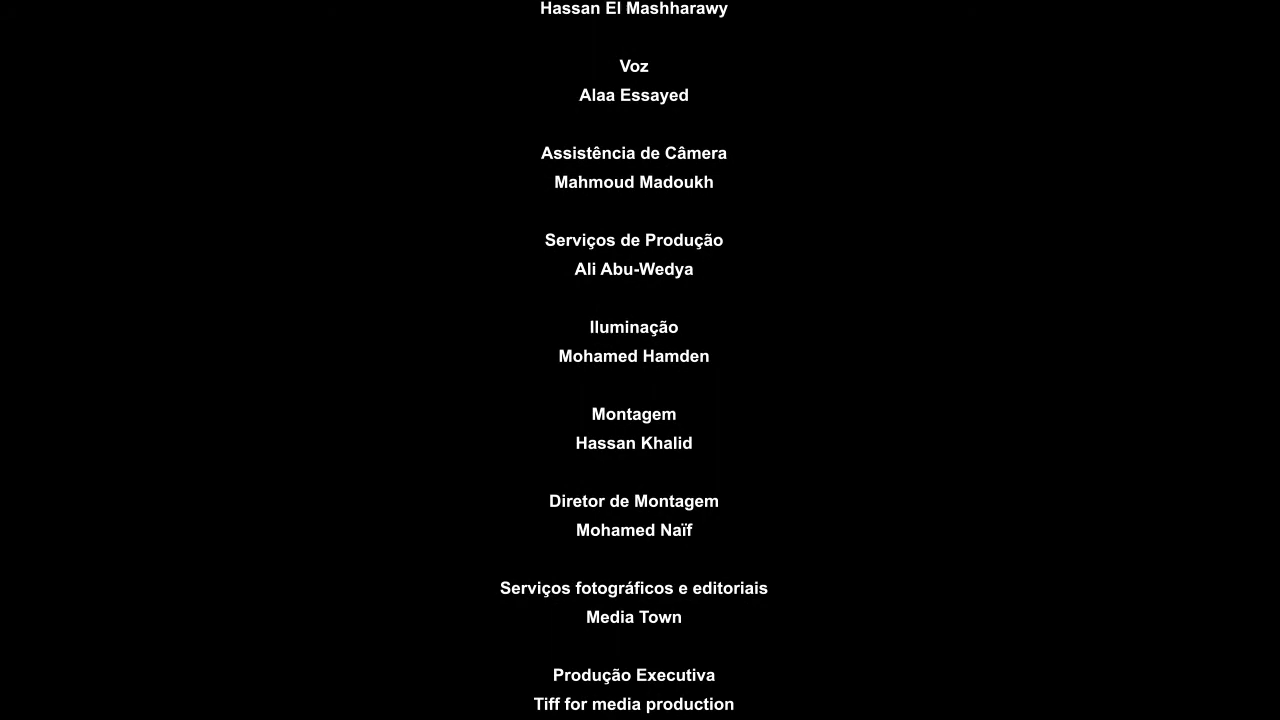 Hassan El Mashharawy
Voz
Alaa Essayed
Assistência de Câmera
Mahmoud Madoukh
Serviços de Produção
Ali Abu-Wedya
Iluminação
Mohamed Hamden
Montagem
Hassan Khalid
Diretor de Montagem
Mohamed Naïf
Serviços fotográficos e editoriais
Media Town
Produção Executiva
Tiff for media production